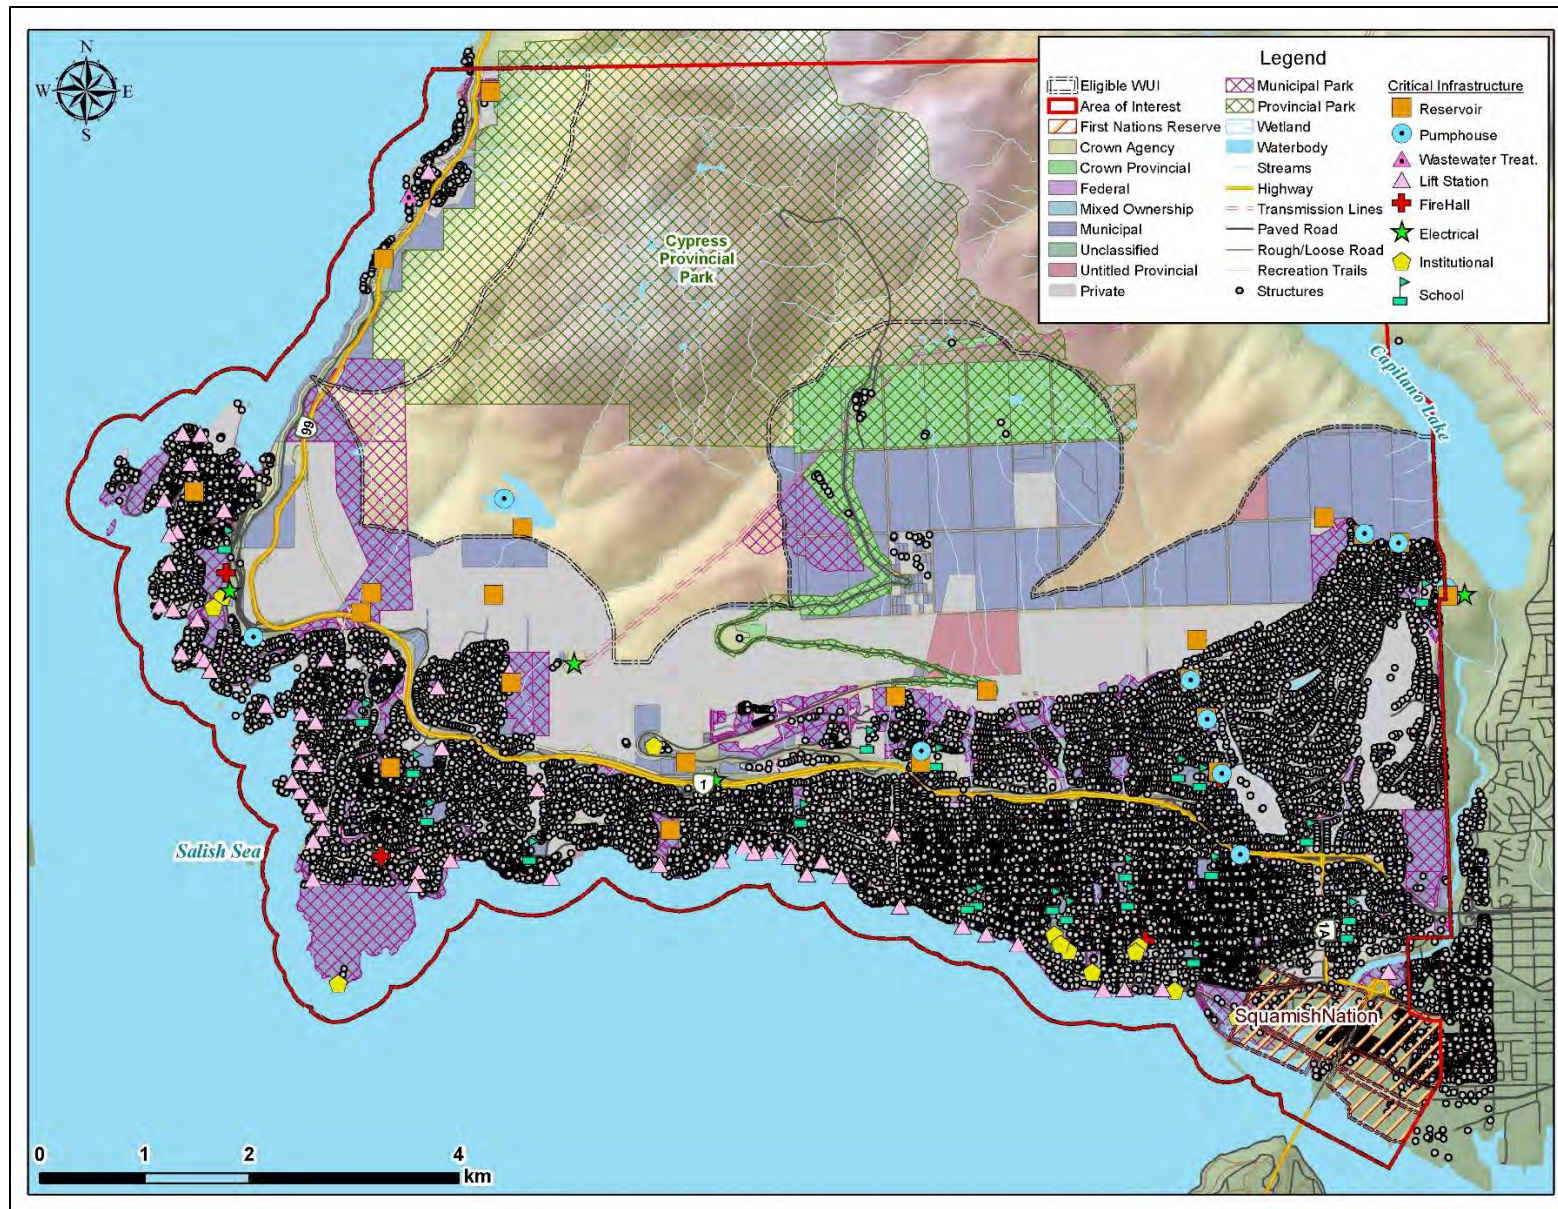 N
W E
S
Legend
Eligible WUI
Area of Interest
First Nations Reserve
Crown Agency
Crown Provincial
Federal
Mixed Ownership
Municipal
Unclassified
Untitled Provincial
Private
Municipal Park
Provincial Park
Wetland
Waterbody
Streams
Highway
Transmission Lines
Paved Road
Rough/Loose Road
Recreation Trails
Structures
Critical Infrastructure
Reservoir
Pumphouse
Wastewater Treat.
Lift Station
FireHall
Electrical
Institutional
School
Cypress
Provincial
Park
Capilano Lake
99
1
Salish Sea
1A
SquamishNation
0 1 2 4
km